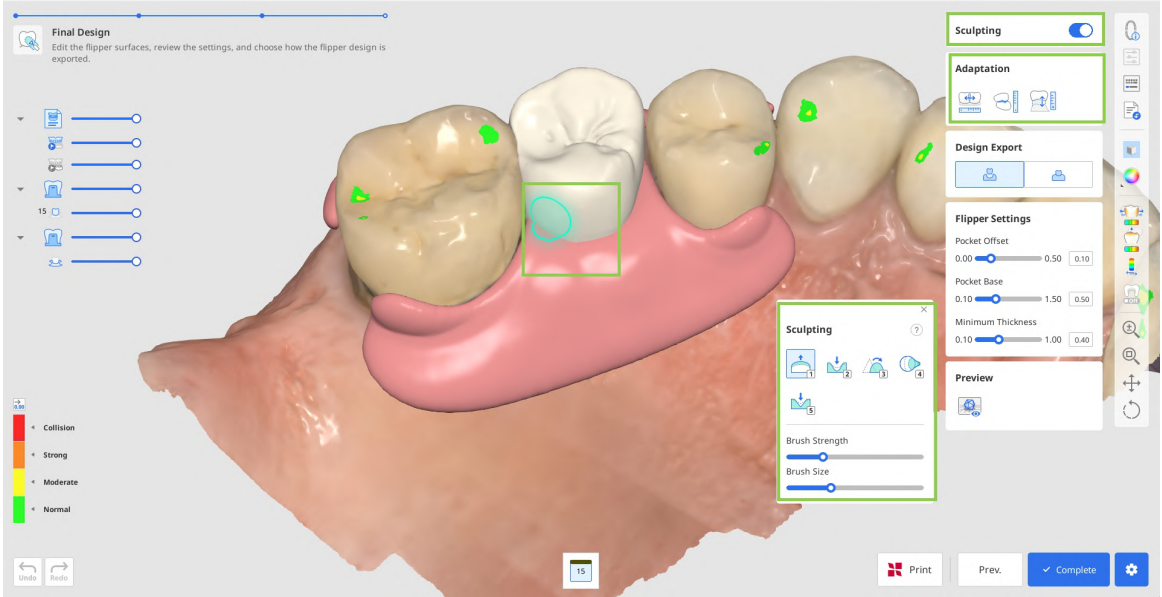 Final Design
Edit the flipper surfaces, review the settings, and choose how the flipper design is
exported.
15
0.00
Collision
Strong
Moderate
Normal
Undo
Redo
15
Sculpting
1
2
3
4
5
Brush Strength
Brush Size
Sculpting
Adaptation
Design Export
Flipper Settings
Pocket Offset
0.00 0.50 0.10
Pocket Base
0.10 1.50 0.50
Minimum Thickness
0.10 1.00 0.40
Preview
Print
Prev.
Complete